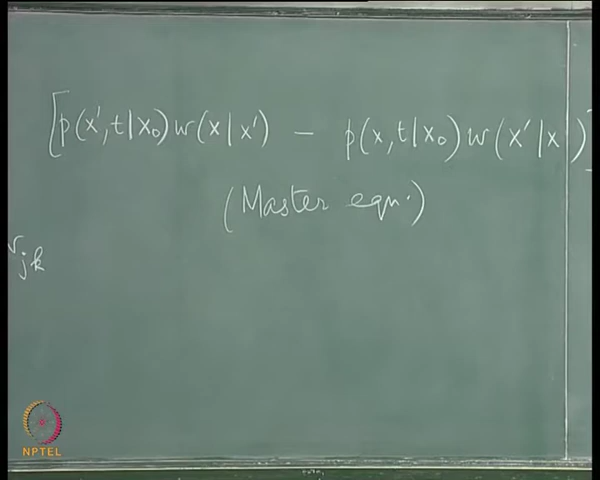 [p(x',t|x₀)w(x|x') − p(x,t|x₀)w(x'|x)]
(Master eqn.)
jk
NPTEL